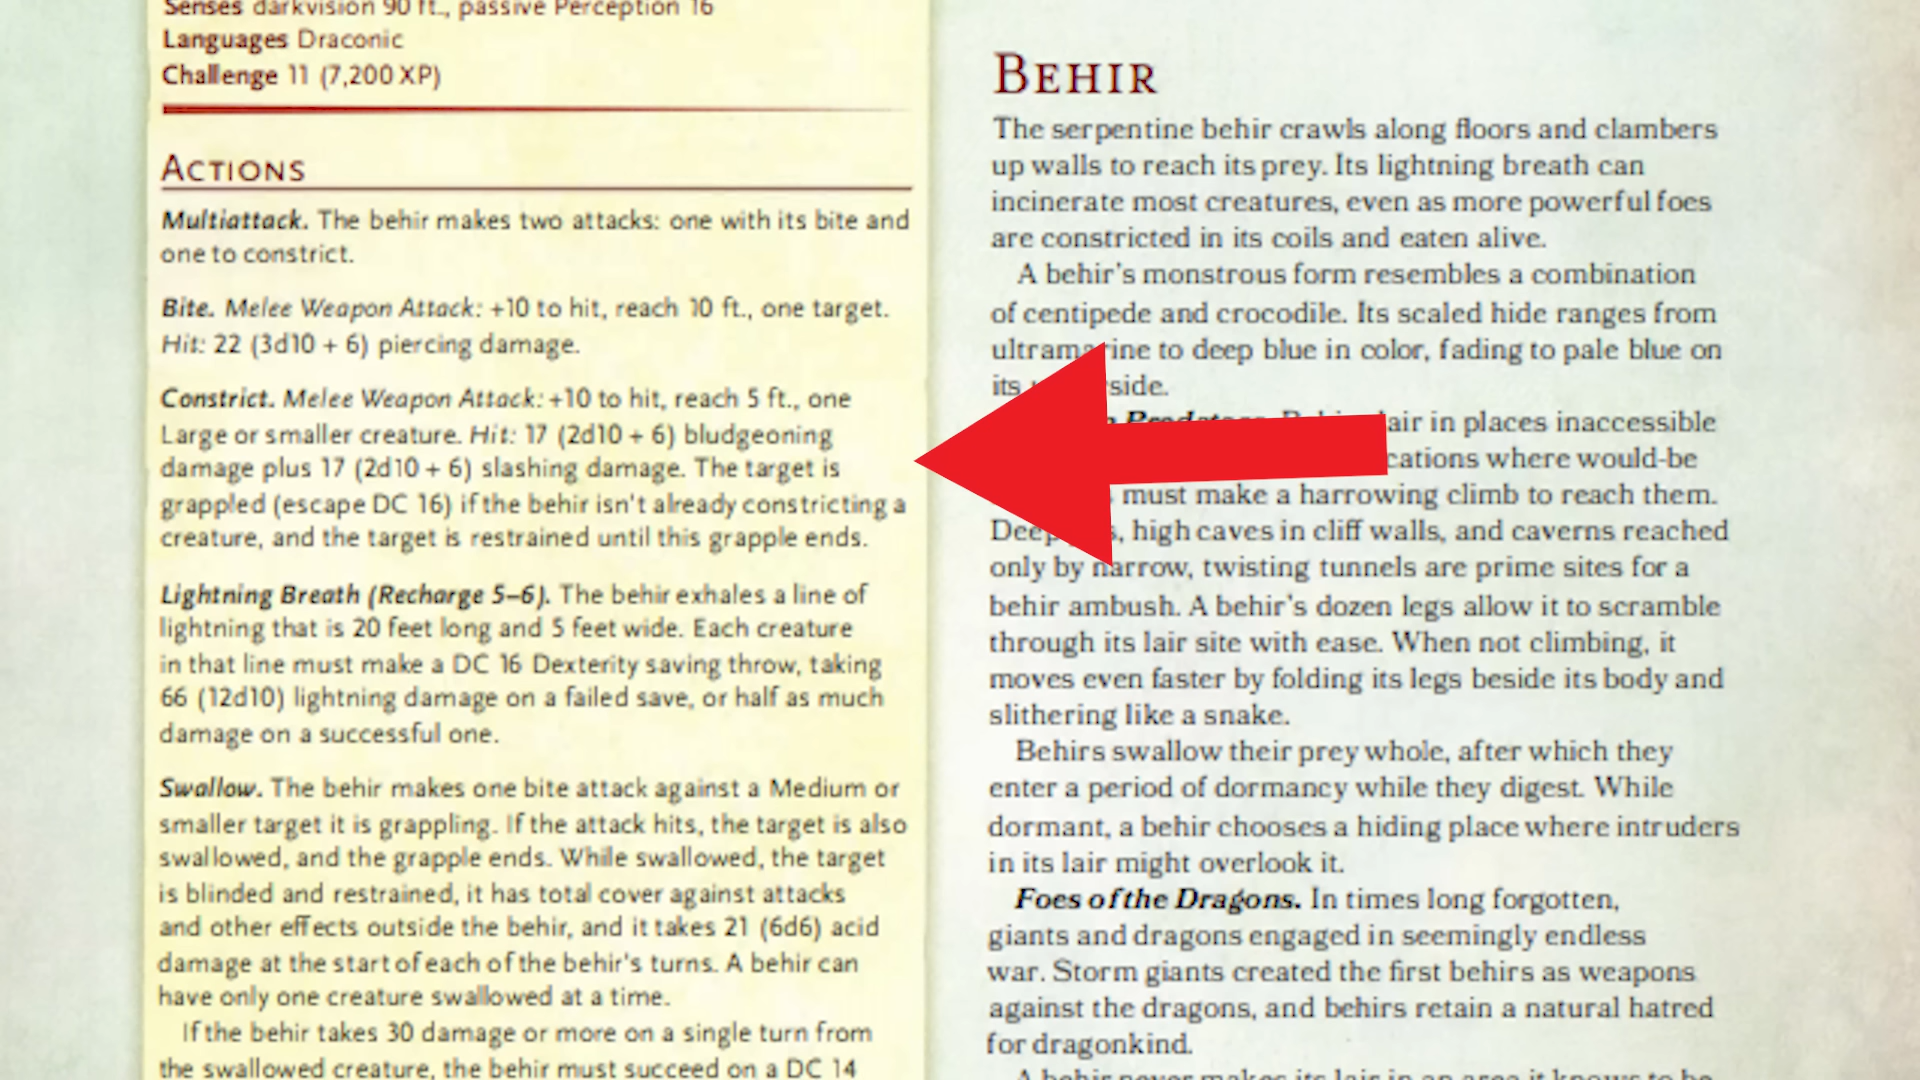 Senses darkvision 90 ft., passive Perception 16
Languages Draconic
Challenge 11 (7,200 XP)
ACTIONS
Multiattack. The behir makes two attacks: one with its bite and
one to constrict.
Bite. Melee Weapon Attack: +10 to hit, reach 10 ft., one target.
Hit: 22 (3d10 + 6) piercing damage.
Constrict. Melee Weapon Attack: +10 to hit, reach 5 ft., one
Large or smaller creature. Hit: 17 (2d10 + 6) bludgeoning
damage plus 17 (2d10 + 6) slashing damage. The target is
grappled (escape DC 16) if the behir isn't already constricting a
creature, and the target is restrained until this grapple ends.
Lightning Breath (Recharge 5–6). The behir exhales a line of
lightning that is 20 feet long and 5 feet wide. Each creature
in that line must make a DC 16 Dexterity saving throw, taking
66 (12d10) lightning damage on a failed save, or half as much
damage on a successful one.
Swallow. The behir makes one bite attack against a Medium or
smaller target it is grappling. If the attack hits, the target is also
swallowed, and the grapple ends. While swallowed, the target
is blinded and restrained, it has total cover against attacks
and other effects outside the behir, and it takes 21 (6d6) acid
damage at the start of each of the behir's turns. A behir can
have only one creature swallowed at a time.
If the behir takes 30 damage or more on a single turn from
the swallowed creature, the behir must succeed on a DC 14
BEHIR
The serpentine behir crawls along floors and clambers
up walls to reach its prey. Its lightning breath can
incinerate most creatures, even as more powerful foes
are constricted in its coils and eaten alive.
A behir's monstrous form resembles a combination
of centipede and crocodile. Its scaled hide ranges from
ultramarine to deep blue in color, fading to pale blue on
its
in places inaccessible
where would-be
must make a harrowing climb to reach them.
high caves in cliff walls, and caverns reached
only by narrow, twisting tunnels are prime sites for a
behir ambush. A behir's dozen legs allow it to scramble
through its lair site with ease. When not climbing, it
moves even faster by folding its legs beside its body and
slithering like a snake.
Behirs swallow their prey whole, after which they
enter a period of dormancy while they digest. While
dormant, a behir chooses a hiding place where intruders
in its lair might overlook it.
Foes of the Dragons. In times long forgotten,
giants and dragons engaged in seemingly endless
war. Storm giants created the first behirs as weapons
against the dragons, and behirs retain a natural hatred
for dragonkind.
A behir never makes its lair in an area it knows to be